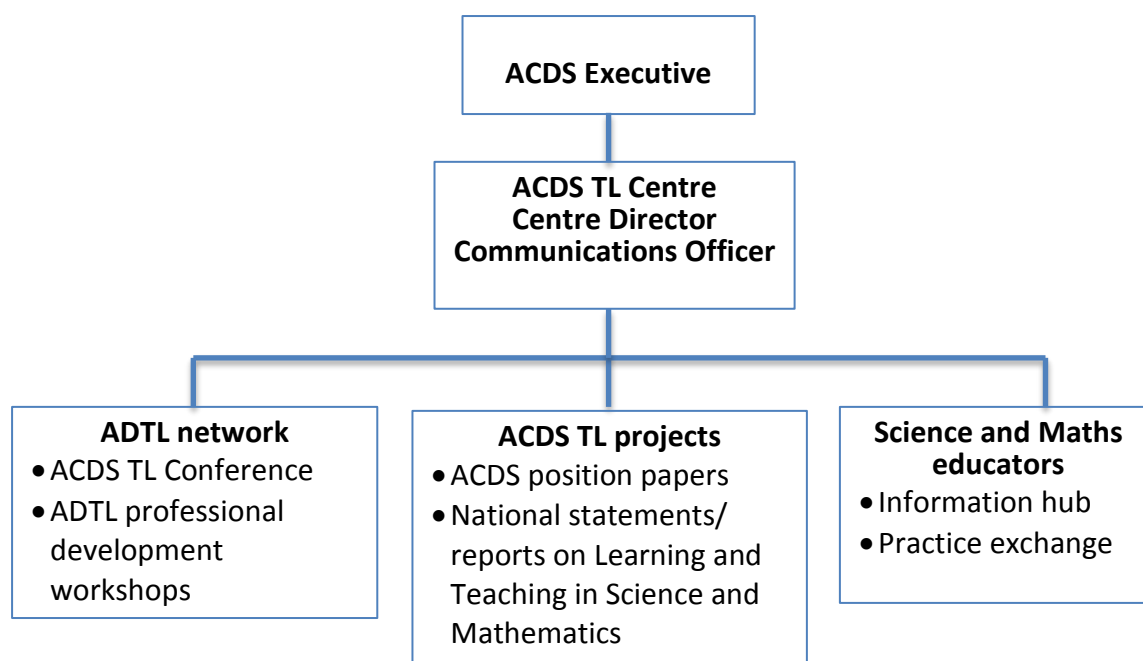 ACDS Executive
ACDS TL Centre
Centre Director
Communications Officer
ADTL network
• ACDS TL Conference
• ADTL professional
development
workshops
ACDS TL projects
• ACDS position papers
• National statements/
reports on Learning and
Teaching in Science and
Mathematics
Science and Maths
educators
• Information hub
• Practice exchange